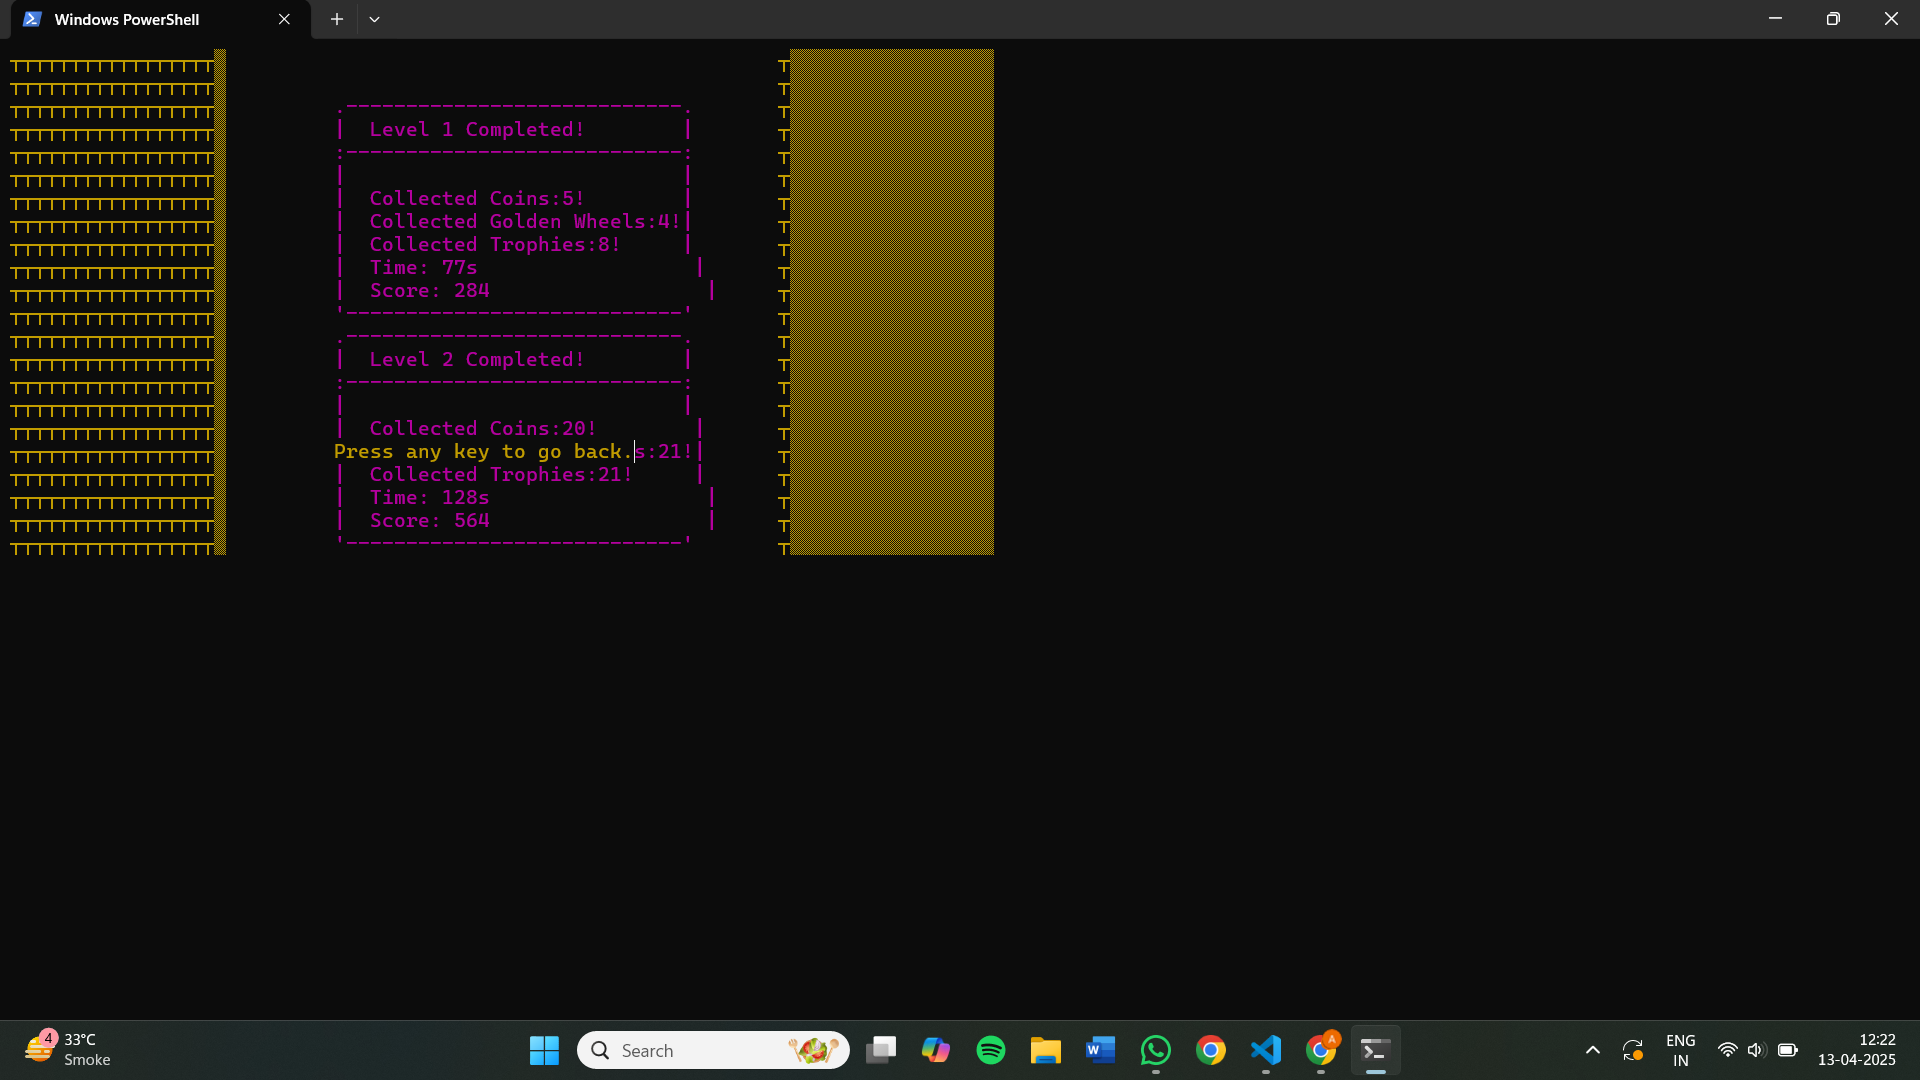 Windows PowerShell
Level 1 Completed!
Collected Coins:5!
Collected Golden Wheels:4!
Collected Trophies:8!
Time: 77s
Score: 284
Level 2 Completed!
Collected Coins:20!
Press any key to go back.s:21!
Collected Trophies:21!
Time: 128s
Score: 564
4
33°C
Smoke
Search
W
A
ENG
IN
12:22
13-04-2025